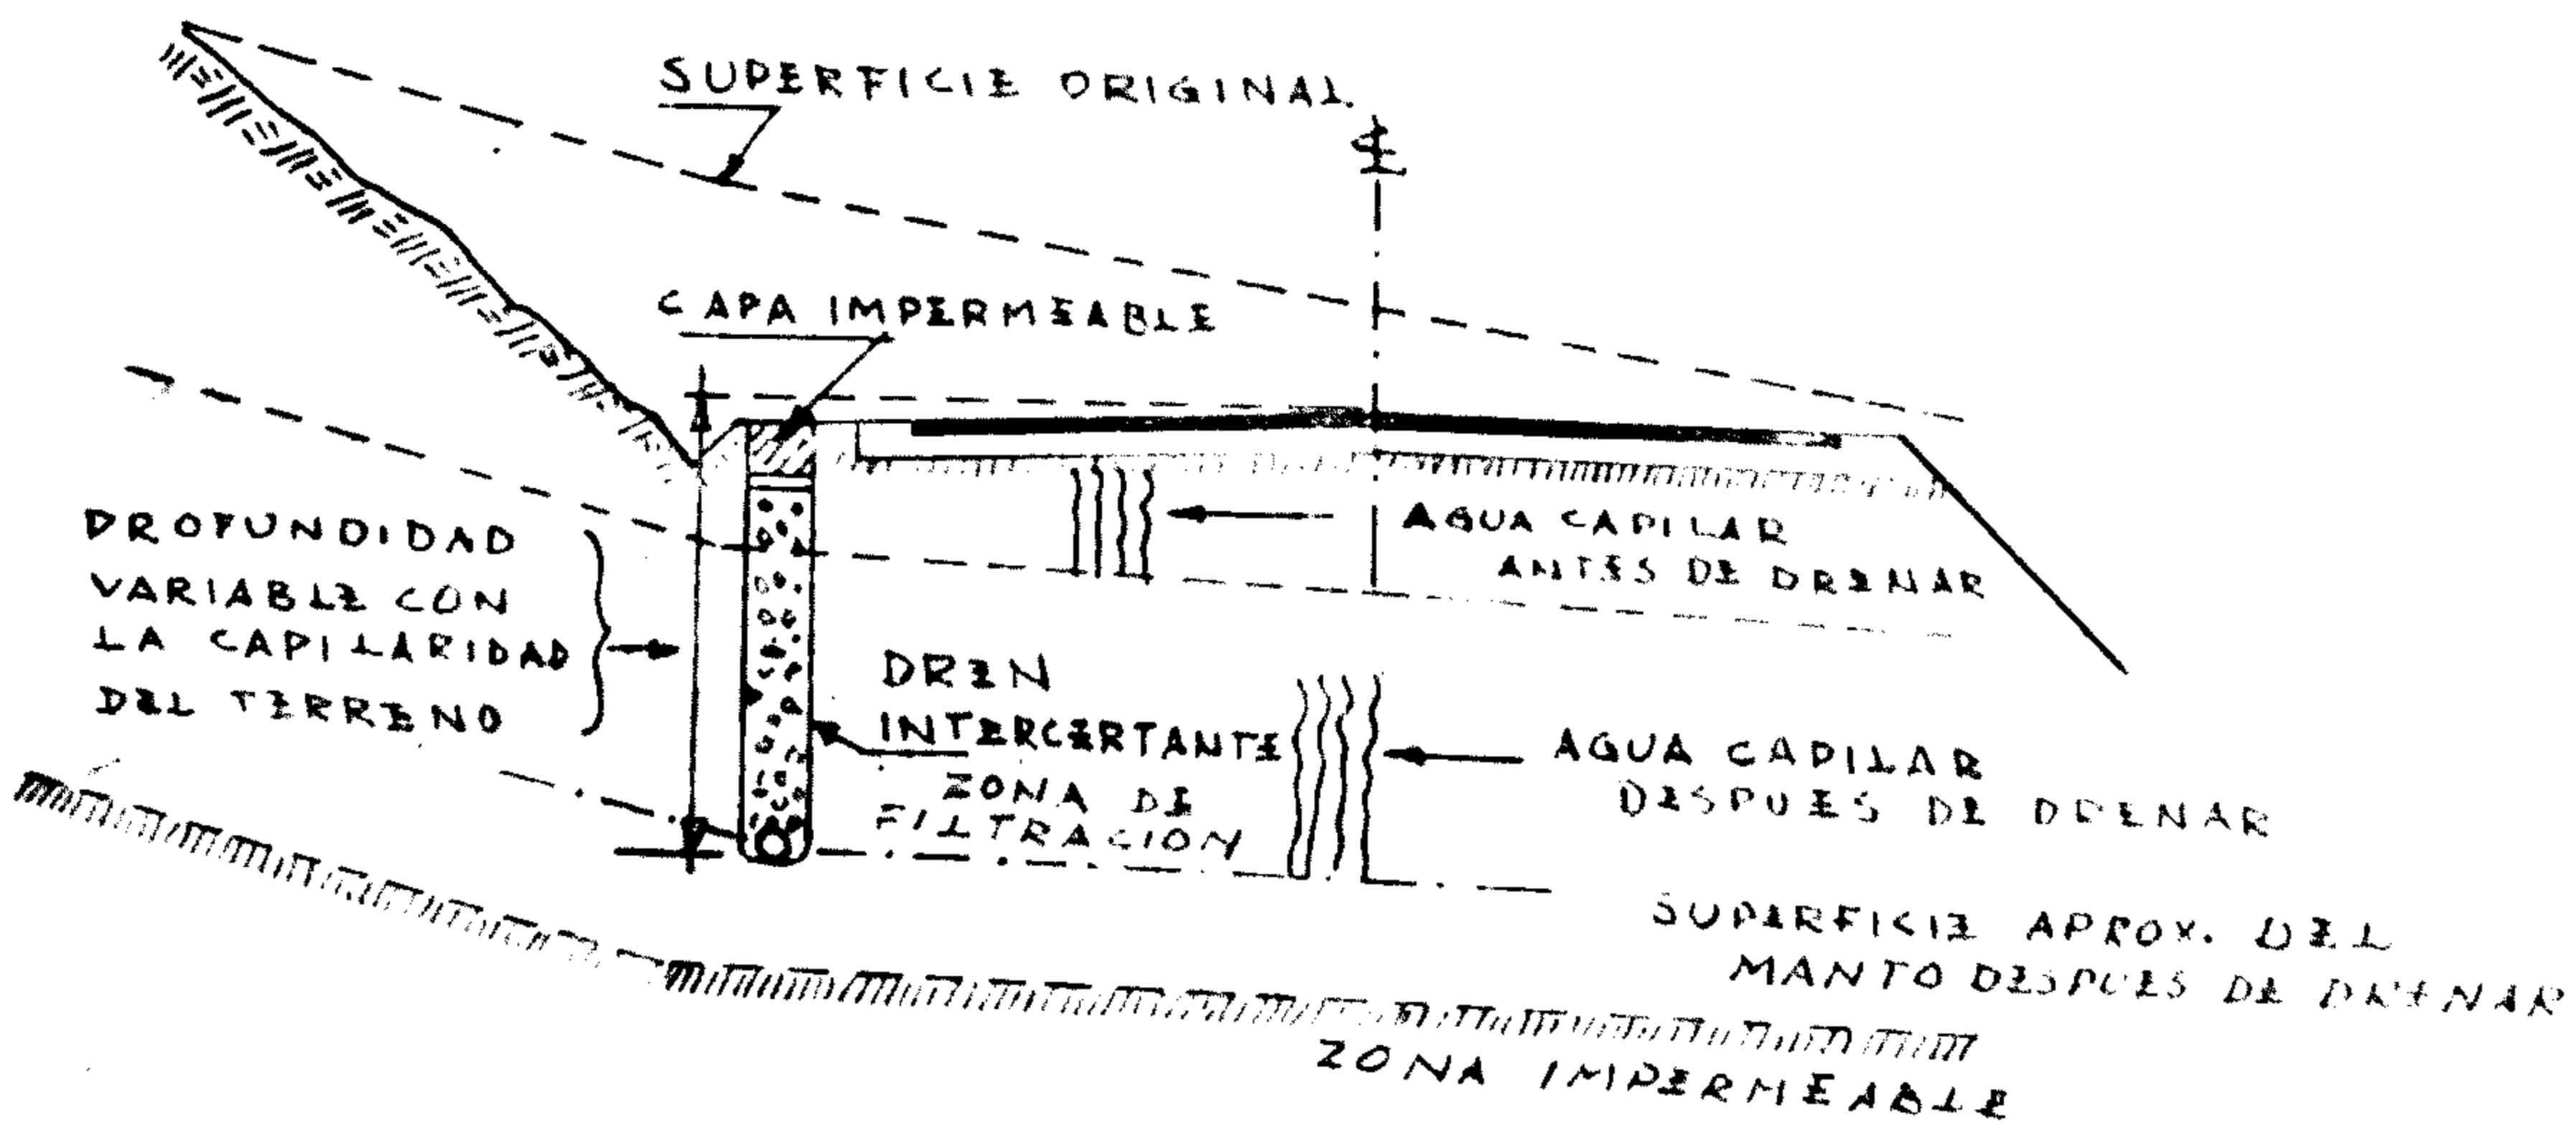 SUPERFICIE ORIGINAL.
℄
CAPA IMPERMEABLE
PROFUNDIDAD
VARIABLE CON
LA CAPILARIDAD
DEL TERRENO
AGUA CAPILAR
ANTES DE DRENAR
DREN
INTERCERTANTE
ZONA DE
FILTRACION
AGUA CAPILAR
DESPUES DE DRENAR
SUPERFICIE APROX. DEL
MANTO DESPUES DE DRENAR
ZONA IMPERMEABLE